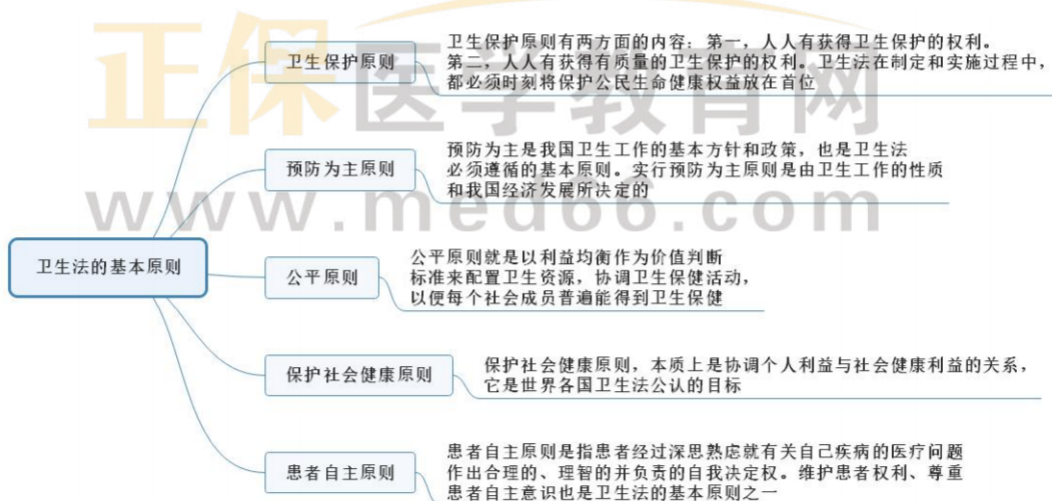 正保医学教育网
www.med66.com
卫生法的基本原则
卫生保护原则
卫生保护原则有两方面的内容：第一，人人有获得卫生保护的权利。
第二，人人有获得有质量的卫生保护的权利。卫生法在制定和实施过程中，
都必须时刻将保护公民生命健康权益放在首位
预防为主原则
预防为主是我国卫生工作的基本方针和政策，也是卫生法
必须遵循的基本原则。实行预防为主原则是由卫生工作的性质
和我国经济发展所决定的
公平原则
公平原则就是以利益均衡作为价值判断
标准来配置卫生资源，协调卫生保健活动，
以便每个社会成员普遍能得到卫生保健
保护社会健康原则
保护社会健康原则，本质上是协调个人利益与社会健康利益的关系，
它是世界各国卫生法公认的目标
患者自主原则
患者自主原则是指患者经过深思熟虑就有关自己疾病的医疗问题
作出合理的、理智的并负责的自我决定权。维护患者权利、尊重
患者自主意识也是卫生法的基本原则之一